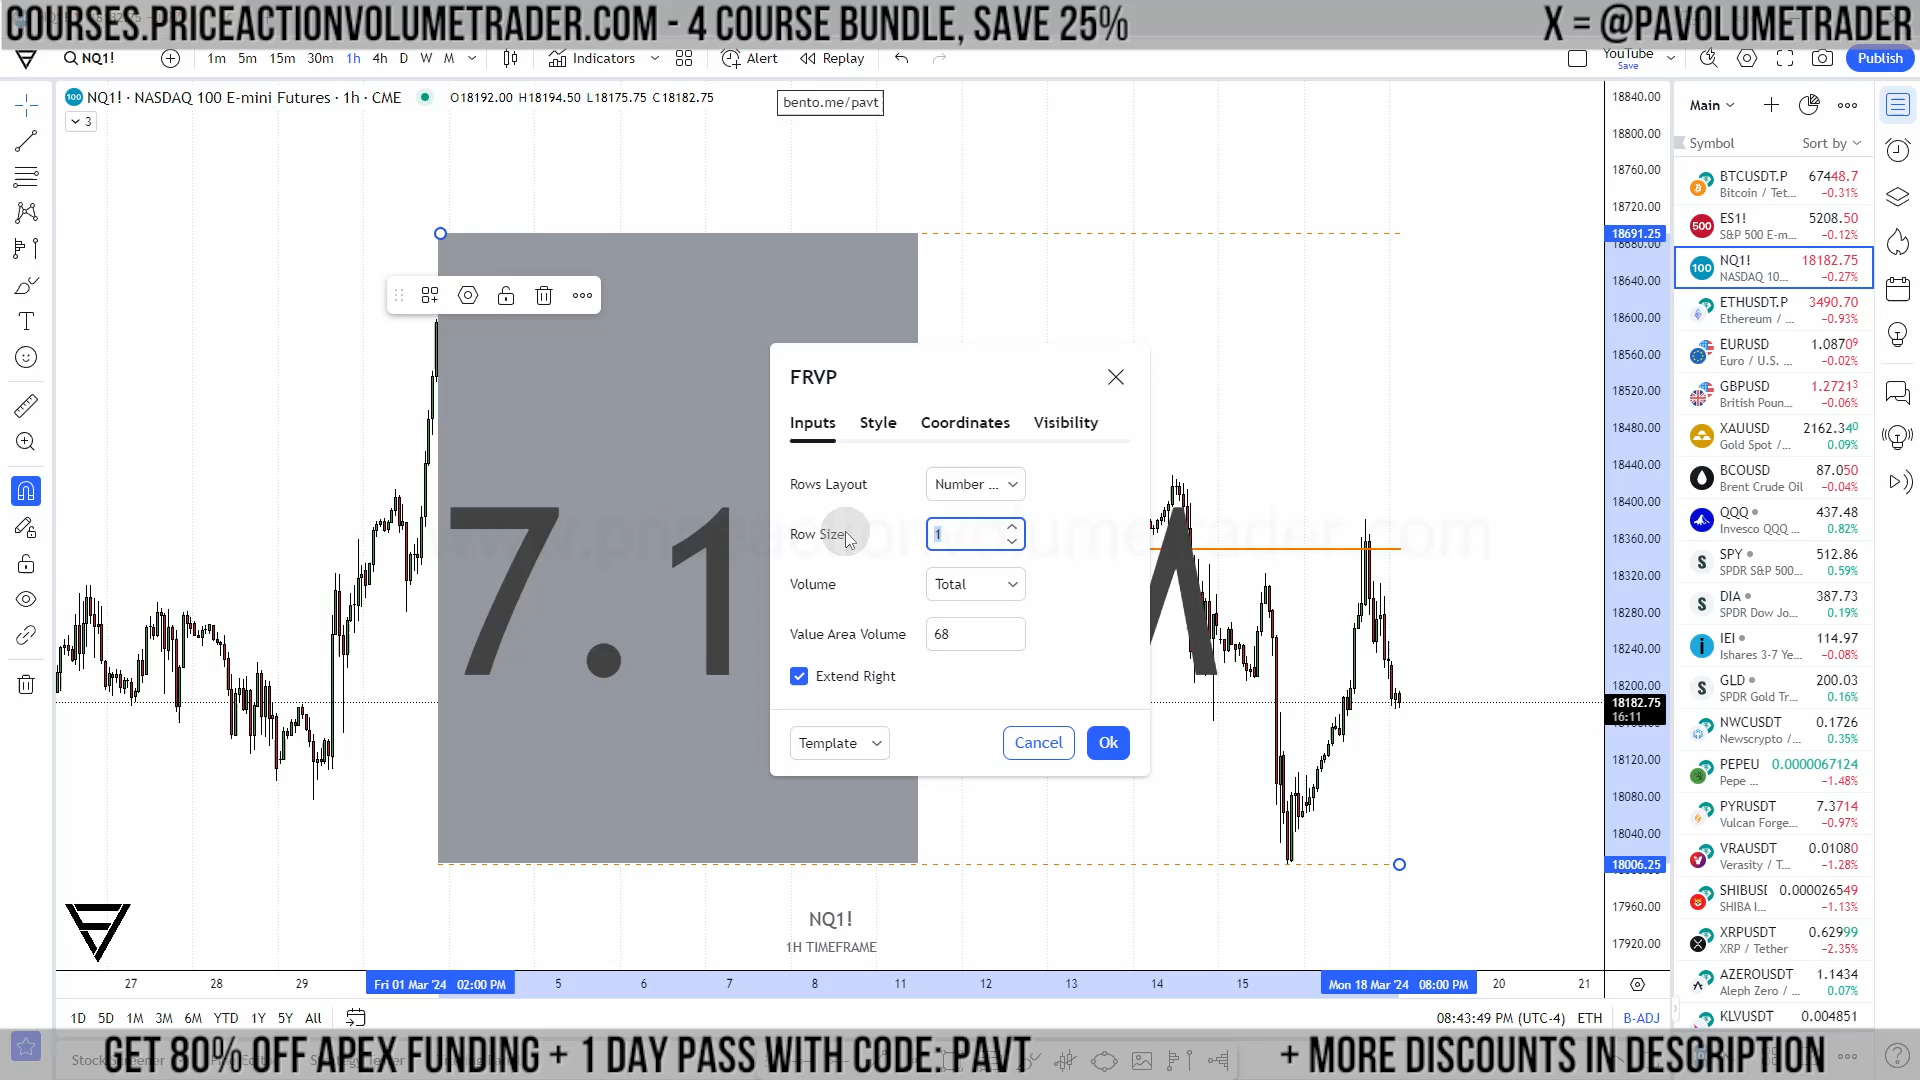 COURSES.PRICEACTIONVOLUMETRADER.COM - 4 COURSE BUNDLE, SAVE 25%
X = @PAVOLUMETRADER
NQ1!
1m 5m 15m 30m 1h 4h D W M
Indicators
Alert
Replay
YouTube
Save
Publish
NQ1! · NASDAQ 100 E-mini Futures · 1h · CME
O18192.00 H18194.50 L18175.75 C18182.75
bento.me/pavt
3
FRVP
Inputs Style Coordinates Visibility
Rows Layout Number ...
Row Size 1
Volume Total
Value Area Volume 68
Extend Right
Template Cancel Ok
7.1
www.priceactionvolumetrader.com
NQ1!
1H TIMEFRAME
18840.00
18800.00
18760.00
18720.00
18691.25
18680.00
18640.00
18600.00
18560.00
18520.00
18480.00
18440.00
18400.00
18360.00
18320.00
18280.00
18240.00
18200.00
18182.75
16:11
18120.00
18080.00
18040.00
18006.25
17960.00
17920.00
27 28 29 Fri 01 Mar '24 02:00 PM 5 6 7 8 11 12 13 14 15 Mon 18 Mar '24 08:00 PM 20 21
1D 5D 1M 3M 6M YTD 1Y 5Y All
08:43:49 PM (UTC-4) ETH B-ADJ
Main
Symbol Sort by
BTCUSDT.P 67448.7
Bitcoin / Tet... −0.31%
ES1! 5208.50
S&P 500 E-m... −0.12%
NQ1! 18182.75
NASDAQ 10... −0.27%
ETHUSDT.P 3490.70
Ethereum / ... −0.93%
EURUSD 1.08709
Euro / U.S. ... −0.02%
GBPUSD 1.27213
British Poun... −0.06%
XAUUSD 2162.340
Gold Spot /... 0.09%
BCOUSD 87.050
Brent Crude Oil −0.04%
QQQ 437.48
Invesco QQQ ... 0.82%
SPY 512.86
SPDR S&P 500... 0.59%
DIA 387.73
SPDR Dow Jo... 0.19%
IEI 114.97
Ishares 3-7 Ye... −0.08%
GLD 200.03
SPDR Gold Tr... 0.16%
NWCUSDT 0.1726
Newscrypto /... 0.35%
PEPEU 0.0000067124
Pepe ... −1.48%
PYRUSDT 7.3714
Vulcan Forge... −0.97%
VRAUSDT 0.01080
Verasity / T... −1.28%
SHIBUSI 0.000026549
SHIBA I... −1.13%
XRPUSDT 0.62999
XRP / Tether −2.35%
AZEROUSDT 1.1434
Aleph Zero / ... 0.07%
KLVUSDT 0.004851
GET 80% OFF APEX FUNDING + 1 DAY PASS WITH CODE: PAVT
+ MORE DISCOUNTS IN DESCRIPTION